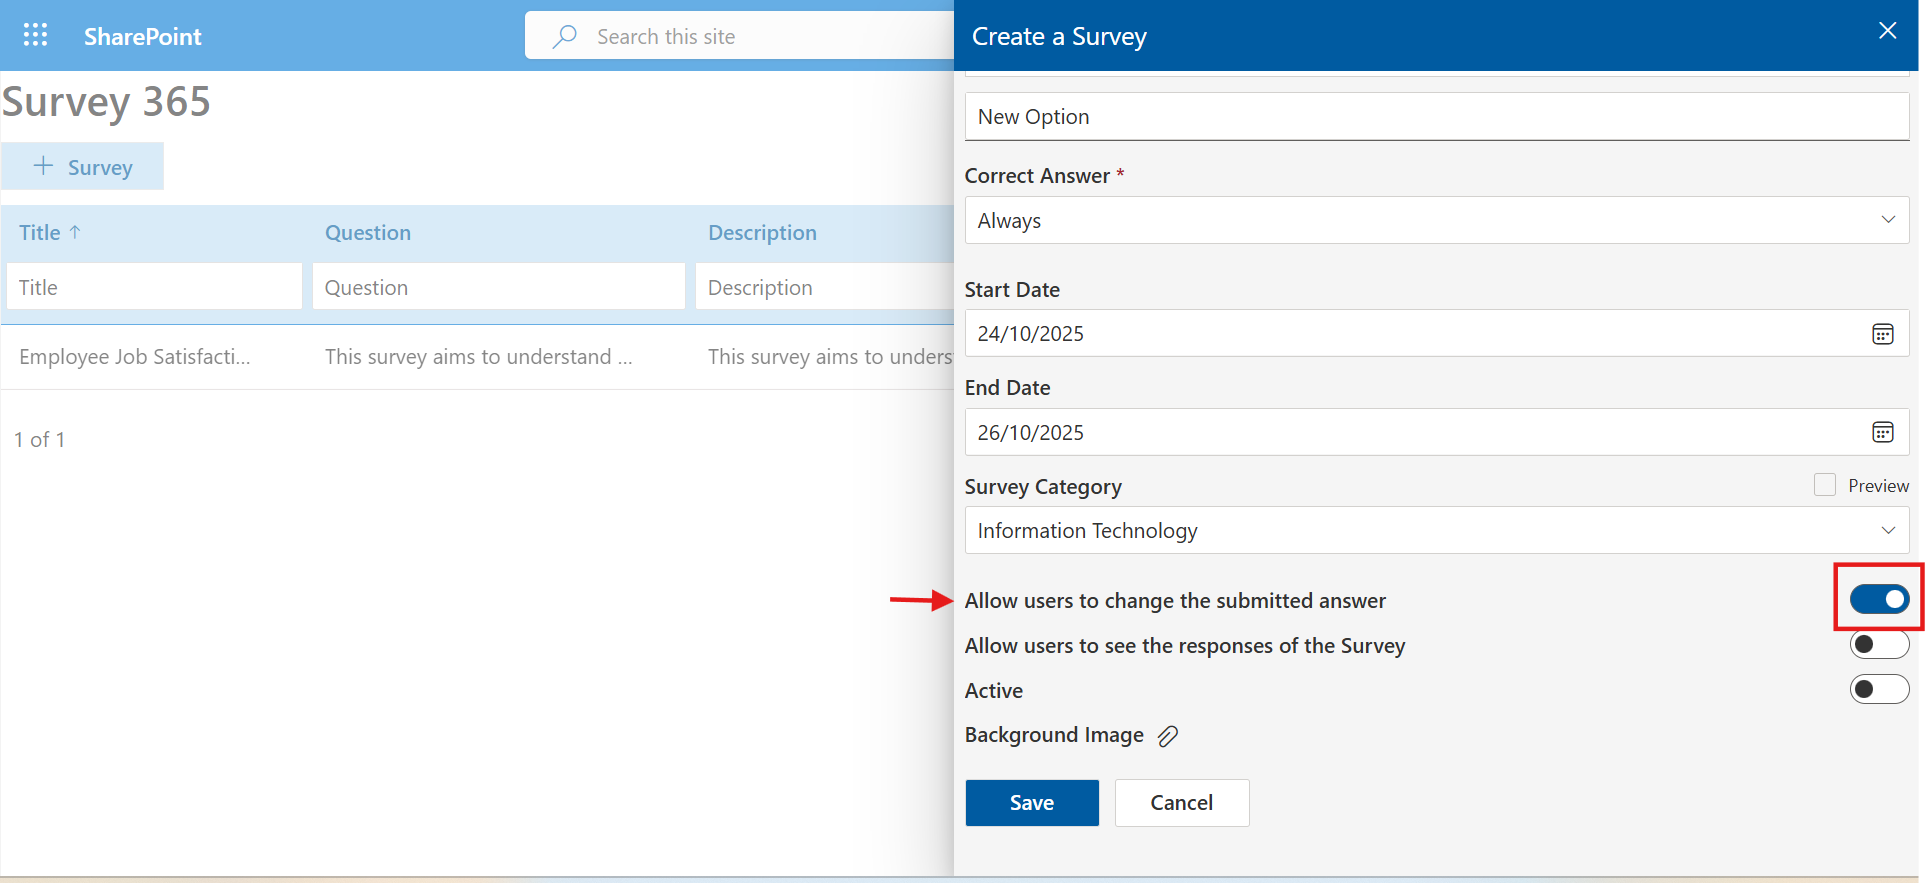 SharePoint
Search this site
Survey 365
Survey
Title Question Description
Title Question Description
Employee Job Satisfacti... This survey aims to understand ... This survey aims to unders
1 of 1
Create a Survey
New Option
Correct Answer *
Always
Start Date
24/10/2025
End Date
26/10/2025
Survey Category Preview
Information Technology
Allow users to change the submitted answer
Allow users to see the responses of the Survey
Active
Background Image
Save Cancel